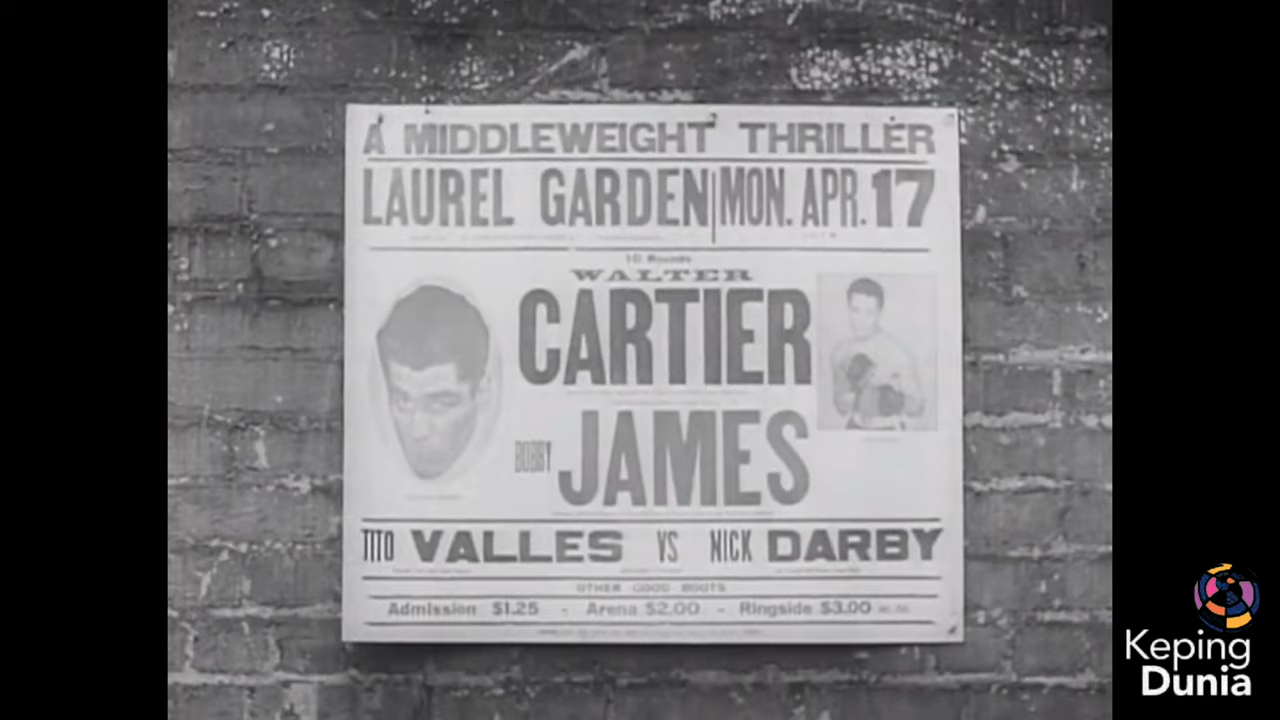 A MIDDLEWEIGHT THRILLER
LAUREL GARDEN MON. APR. 17
10 Rounds
WALTER
CARTIER
BOBBY JAMES
TITO VALLES VS NICK DARBY
OTHER GOOD BOUTS
Admission $1.25 - Arena $2.00 - Ringside $3.00
Keping
Dunia